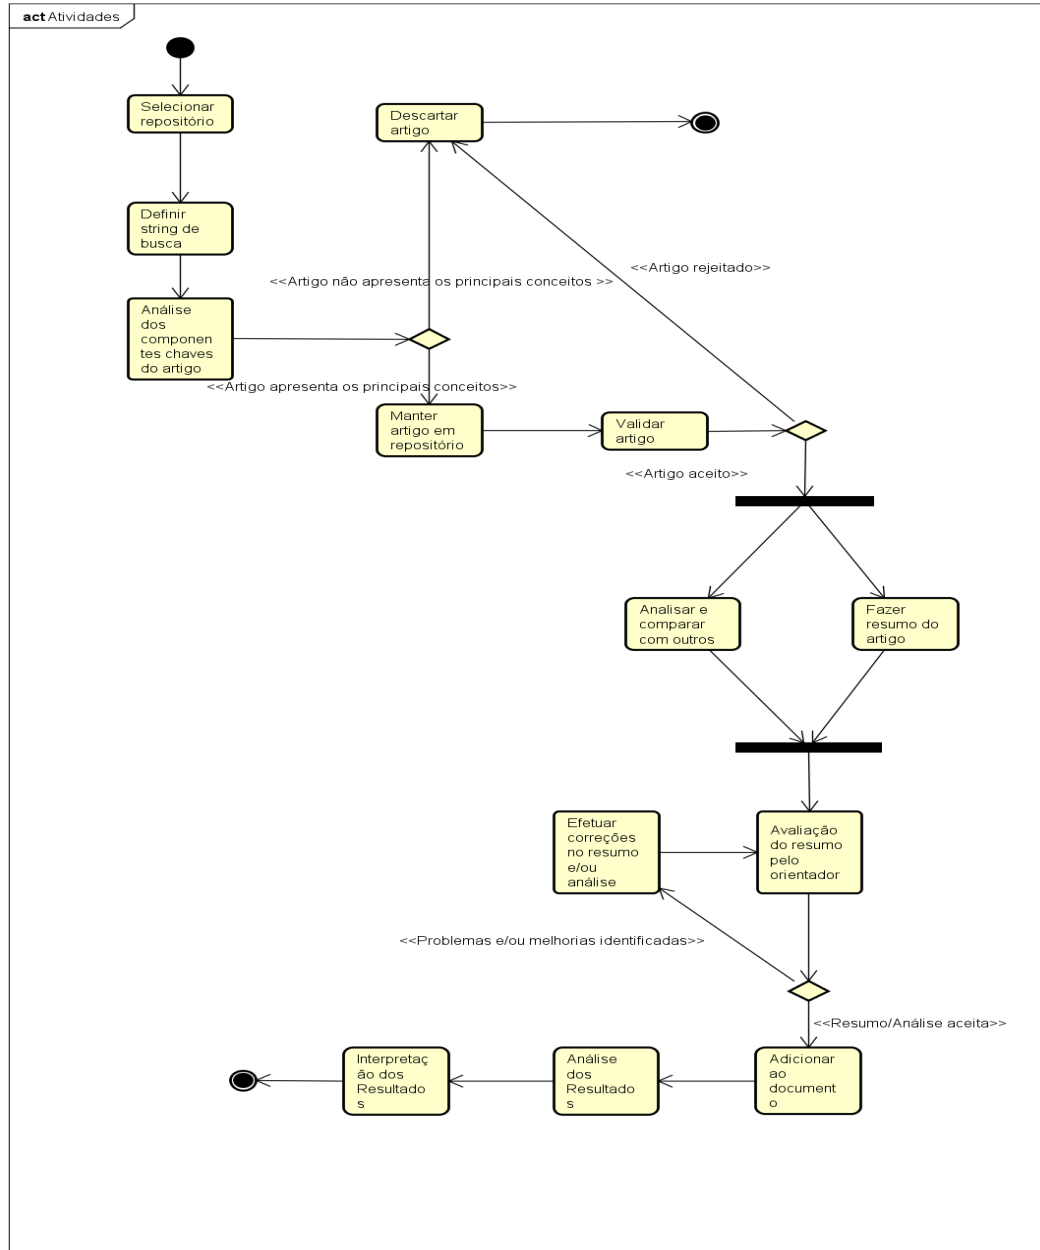 act Atividades
Selecionar
repositório
Descartar
artigo
Definir
string de
busca
<<Artigo rejeitado>>
<<Artigo não apresenta os principais conceitos >>
Análise
dos
componen
tes chaves
do artigo
<<Artigo apresenta os principais conceitos>>
Manter
artigo em
repositório
Validar
artigo
<<Artigo aceito>>
Analisar e
comparar
com outros
Fazer
resumo do
artigo
Efetuar
correções
no resumo
e/ou
análise
Avaliação
do resumo
pelo
orientador
<<Problemas e/ou melhorias identificadas>>
<<Resumo/Análise aceita>>
Interpretaç
ão dos
Resultado
s
Análise
dos
Resultado
s
Adicionar
ao
document
o